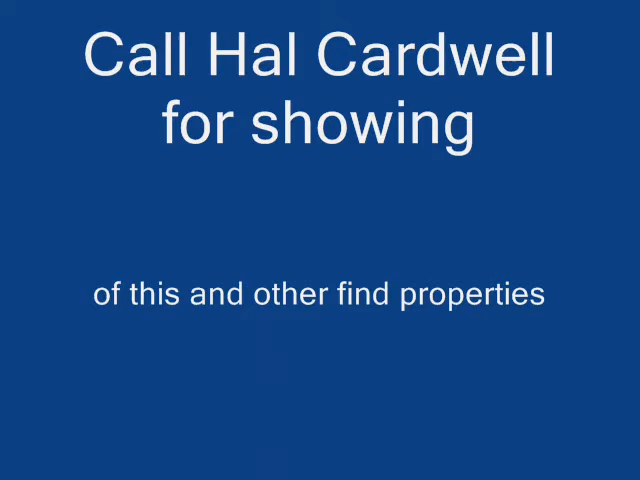 Call Hal Cardwell
for showing
of this and other find properties